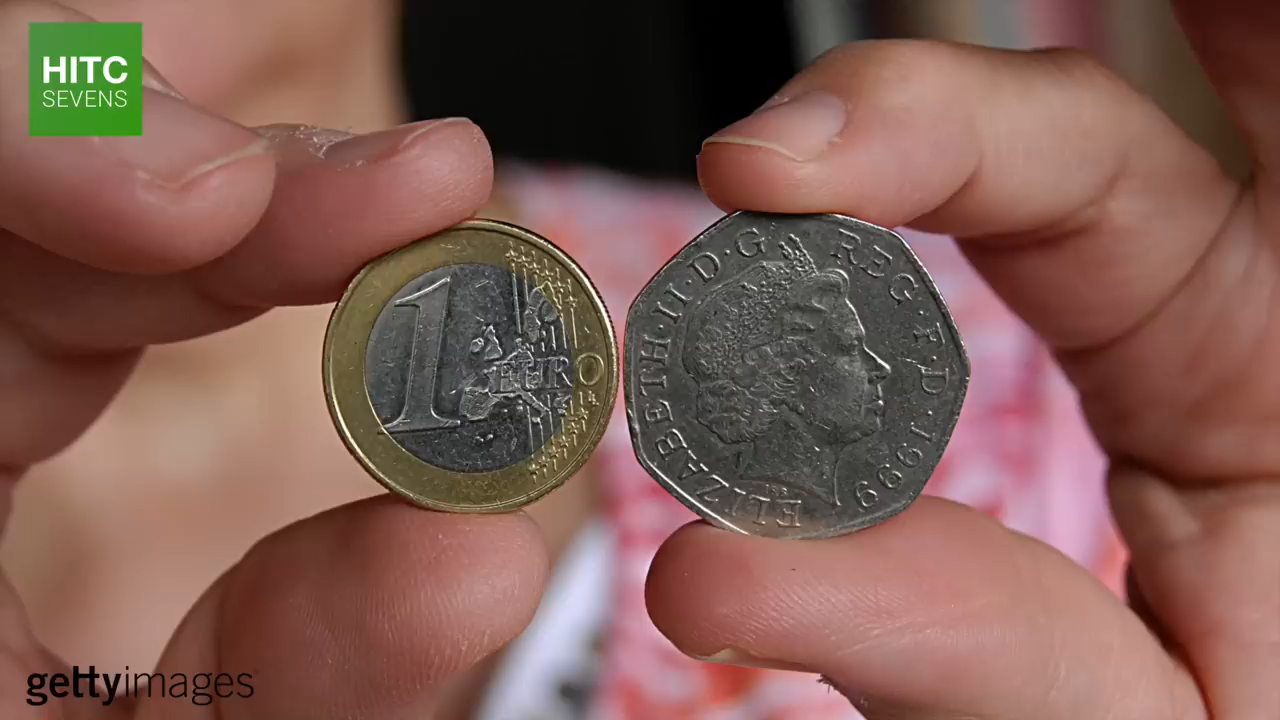 HITC
SEVENS
1
EURO
ELIZABETH·II·D·G REG·F·D·1999
gettyimages